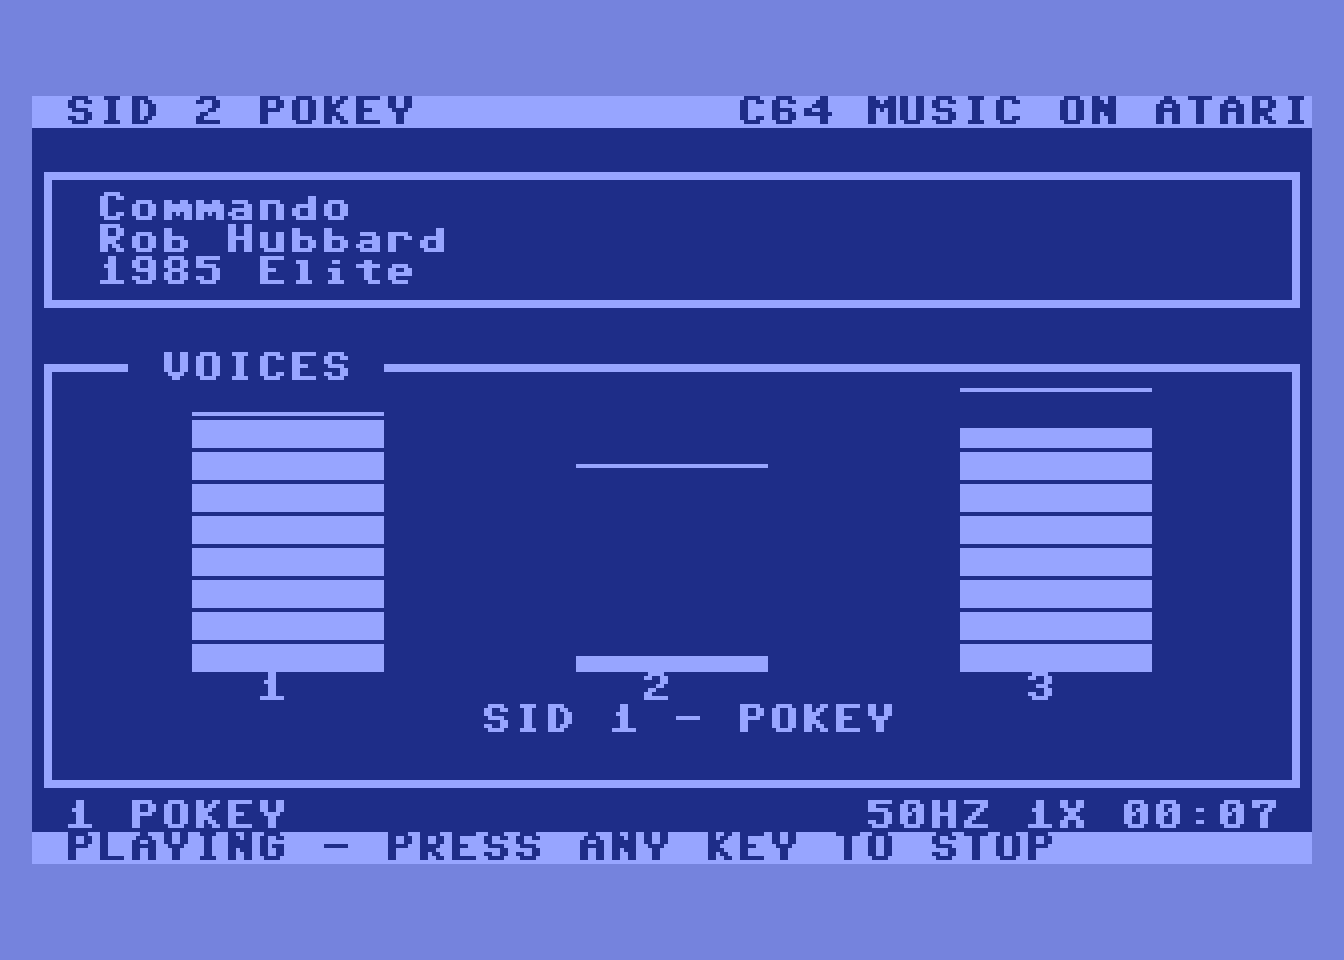 SID 2 POKEY C64 MUSIC ON ATARI
Commando
Rob Hubbard
1985 Elite
VOICES
1 2 3
SID 1 - POKEY
1 POKEY 50HZ 1X 00:07
PLAYING - PRESS ANY KEY TO STOP